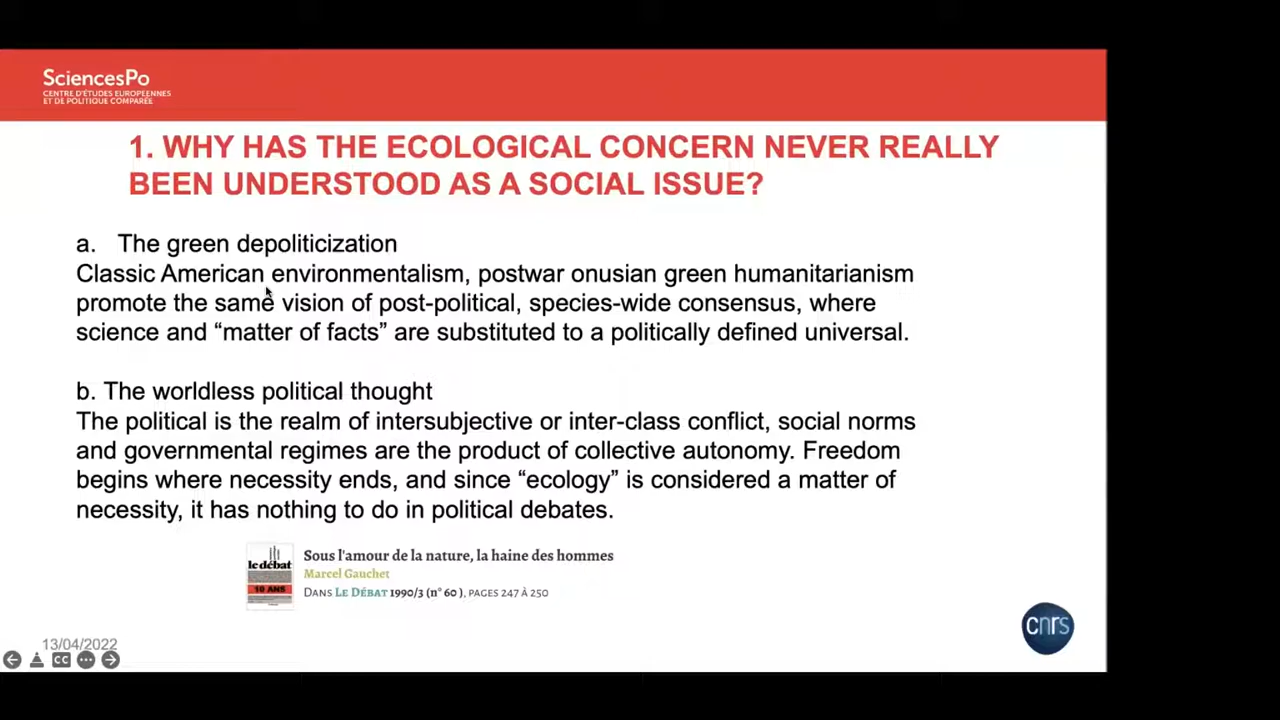 SciencesPo
CENTRE D'ÉTUDES EUROPÉENNES
ET DE POLITIQUE COMPARÉE
1. WHY HAS THE ECOLOGICAL CONCERN NEVER REALLY
BEEN UNDERSTOOD AS A SOCIAL ISSUE?
a. The green depoliticization
Classic American environmentalism, postwar onusian green humanitarianism
promote the same vision of post-political, species-wide consensus, where
science and “matter of facts” are substituted to a politically defined universal.
b. The worldless political thought
The political is the realm of intersubjective or inter-class conflict, social norms
and governmental regimes are the product of collective autonomy. Freedom
begins where necessity ends, and since “ecology” is considered a matter of
necessity, it has nothing to do in political debates.
le débat
10 ANS
Sous l'amour de la nature, la haine des hommes
Marcel Gauchet
DANS LE DÉBAT 1990/3 (n° 60 ), PAGES 247 À 250
cnrs
13/04/2022
CC